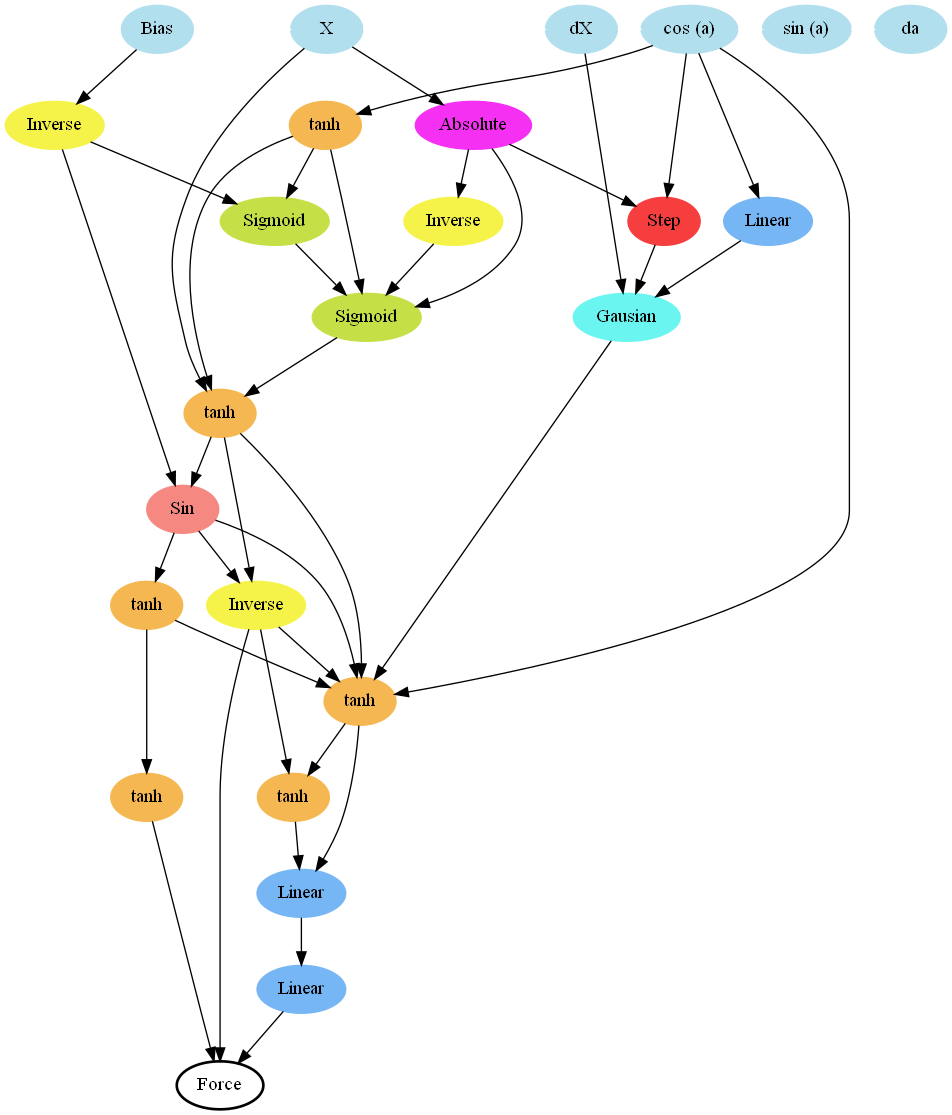 Bias X dX cos (a) sin (a) da
Inverse tanh Absolute
Sigmoid Inverse Step Linear
Sigmoid Gausian
tanh
Sin
tanh Inverse
tanh
tanh tanh
Linear
Linear
Force